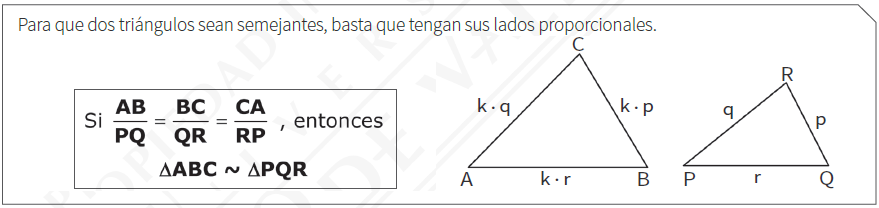 Para que dos triángulos sean semejantes, basta que tengan sus lados proporcionales.
Si AB/PQ = BC/QR = CA/RP , entonces
ΔABC ~ ΔPQR
C
k · q
k · p
A
k · r
B
R
q
p
P
r
Q